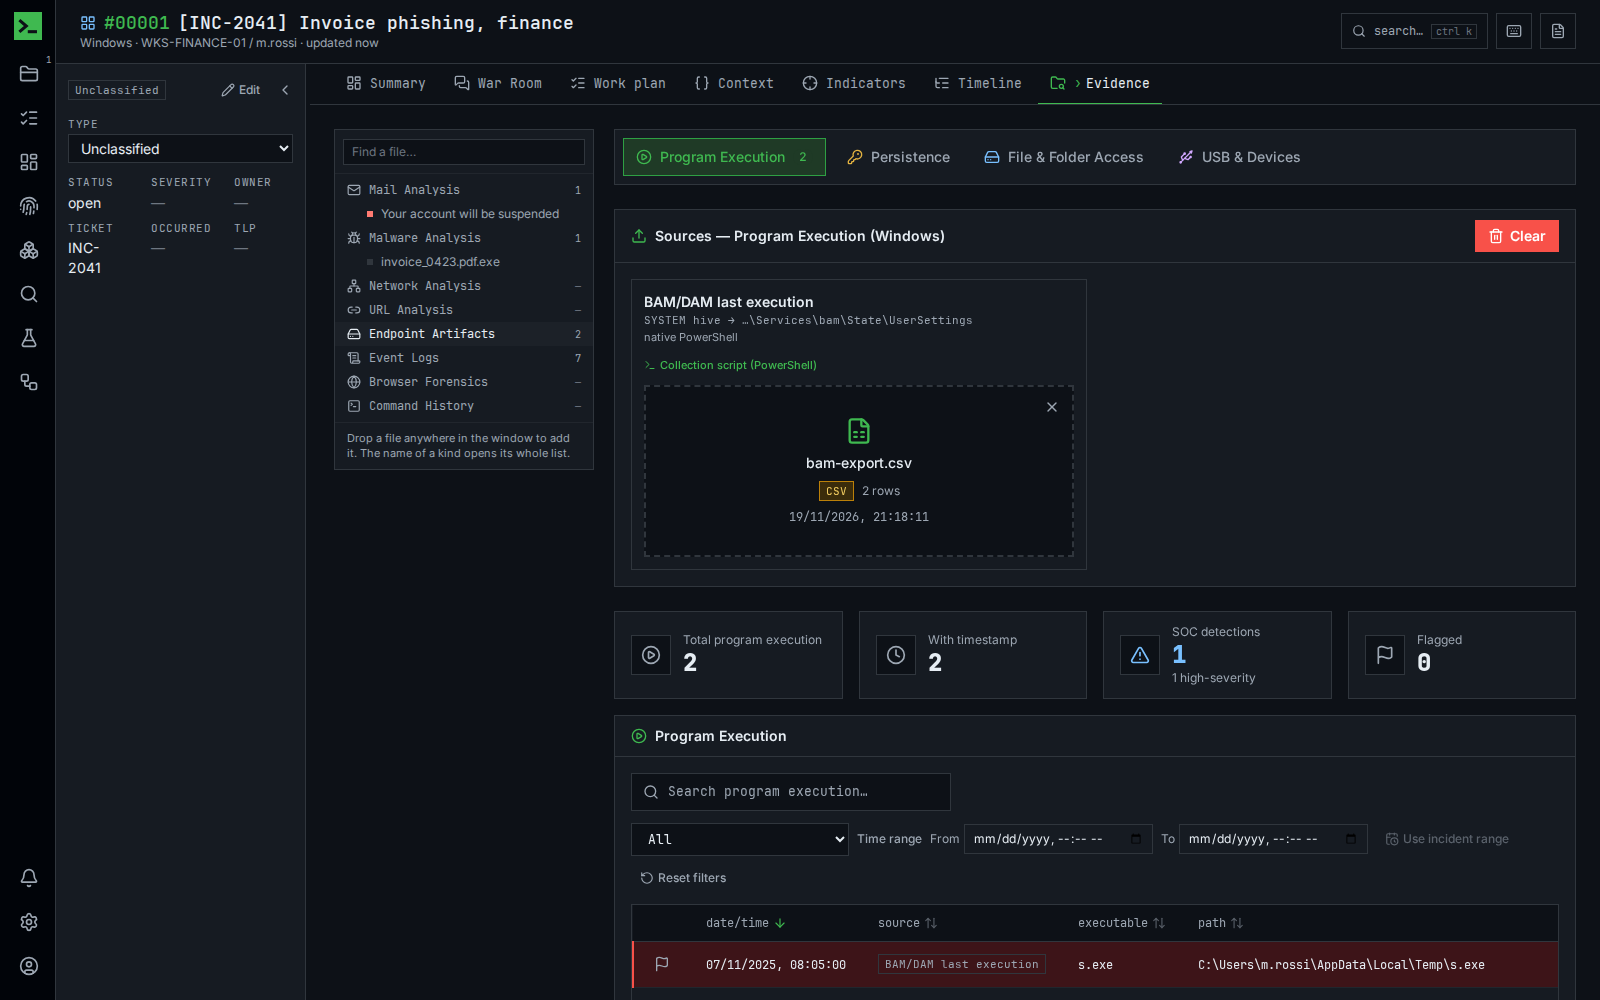 #00001 [INC-2041] Invoice phishing, finance
Windows · WKS-FINANCE-01 / m.rossi · updated now
search… ctrl k
1
Unclassified
Edit
TYPE
Unclassified
STATUS SEVERITY OWNER
open — —
TICKET OCCURRED TLP
INC-2041 — —
Summary War Room Work plan Context Indicators Timeline › Evidence
Find a file…
Mail Analysis 1
Your account will be suspended
Malware Analysis 1
invoice_0423.pdf.exe
Network Analysis –
URL Analysis –
Endpoint Artifacts 2
Event Logs 7
Browser Forensics –
Command History –
Drop a file anywhere in the window to add
it. The name of a kind opens its whole list.
Program Execution 2 Persistence File & Folder Access USB & Devices
Sources — Program Execution (Windows)
Clear
BAM/DAM last execution
SYSTEM hive → …\Services\bam\State\UserSettings
native PowerShell
Collection script (PowerShell)
bam-export.csv
CSV 2 rows
19/11/2026, 21:18:11
Total program execution
2
With timestamp
2
SOC detections
1
1 high-severity
Flagged
0
Program Execution
Search program execution…
All Time range From mm/dd/yyyy, --:-- -- To mm/dd/yyyy, --:-- -- Use incident range
Reset filters
date/time source executable path
07/11/2025, 08:05:00 BAM/DAM last execution s.exe C:\Users\m.rossi\AppData\Local\Temp\s.exe